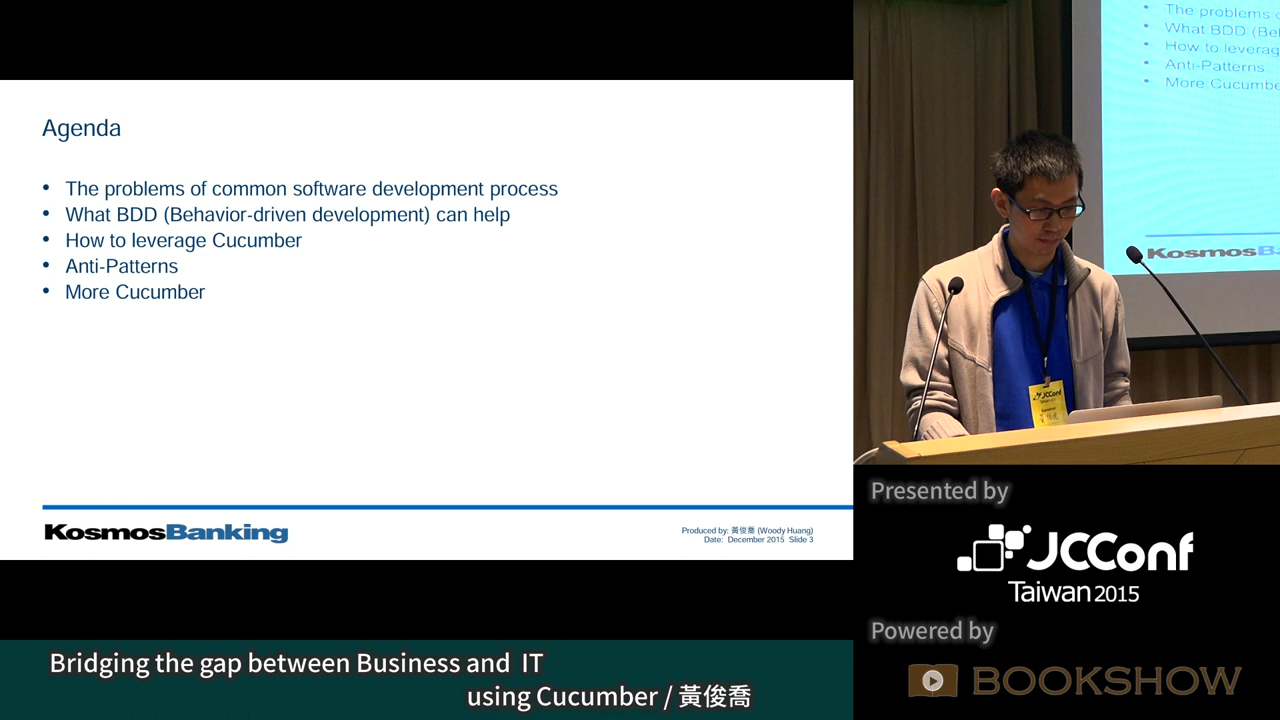 Agenda
• The problems of common software development process
• What BDD (Behavior-driven development) can help
• How to leverage Cucumber
• Anti-Patterns
• More Cucumber
KosmosBanking
Produced by: 黃俊喬 (Woody Huang)
Date: December 2015 Slide 3
• The problems
• What BDD
• How to
• Anti-Patterns
• More
KosmosB
JCConf
Presented by
JCConf
Taiwan 2015
Powered by
BOOKSHOW
Bridging the gap between Business and IT
using Cucumber / 黃俊喬